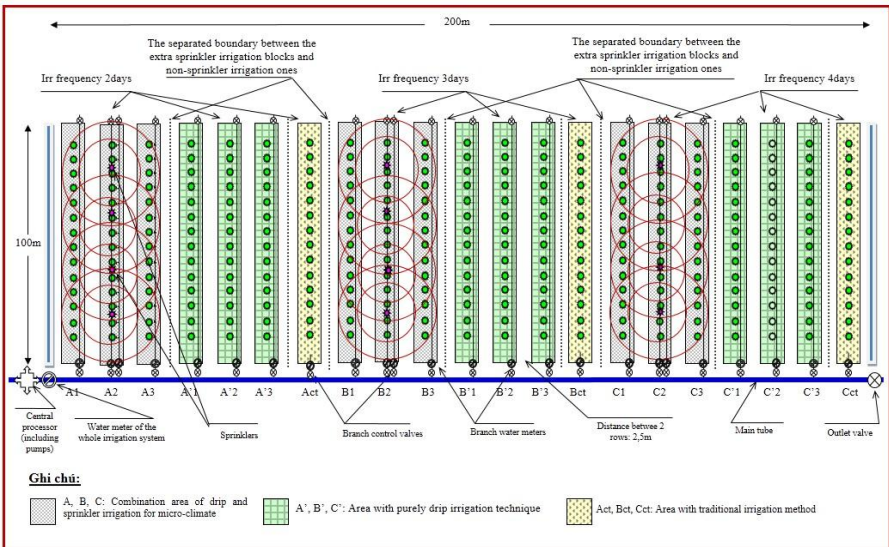 200m
The separated boundary between the
extra sprinkler irrigation blocks and
non-sprinkler irrigation ones
The separated boundary between the
extra sprinkler irrigation blocks and
non-sprinkler irrigation ones
Irr frequency 2days
Irr frequency 3days
Irr frequency 4days
100m
A1 A2 A3 A'1 A'2 A'3 Act B1 B2 B3 B'1 B'2 B'3 Bct C1 C2 C3 C'1 C'2 C'3 Cct
Central
processor
(including
pumps)
Water meter of the
whole irrigation system
Sprinklers
Branch control valves
Branch water meters
Distance betwee 2
rows: 2,5m
Main tube
Outlet valve
Ghi chú:
A, B, C: Combination area of drip and
sprinkler irrigation for micro-climate
A', B', C': Area with purely drip irrigation technique
Act, Bct, Cct: Area with traditional irrigation method